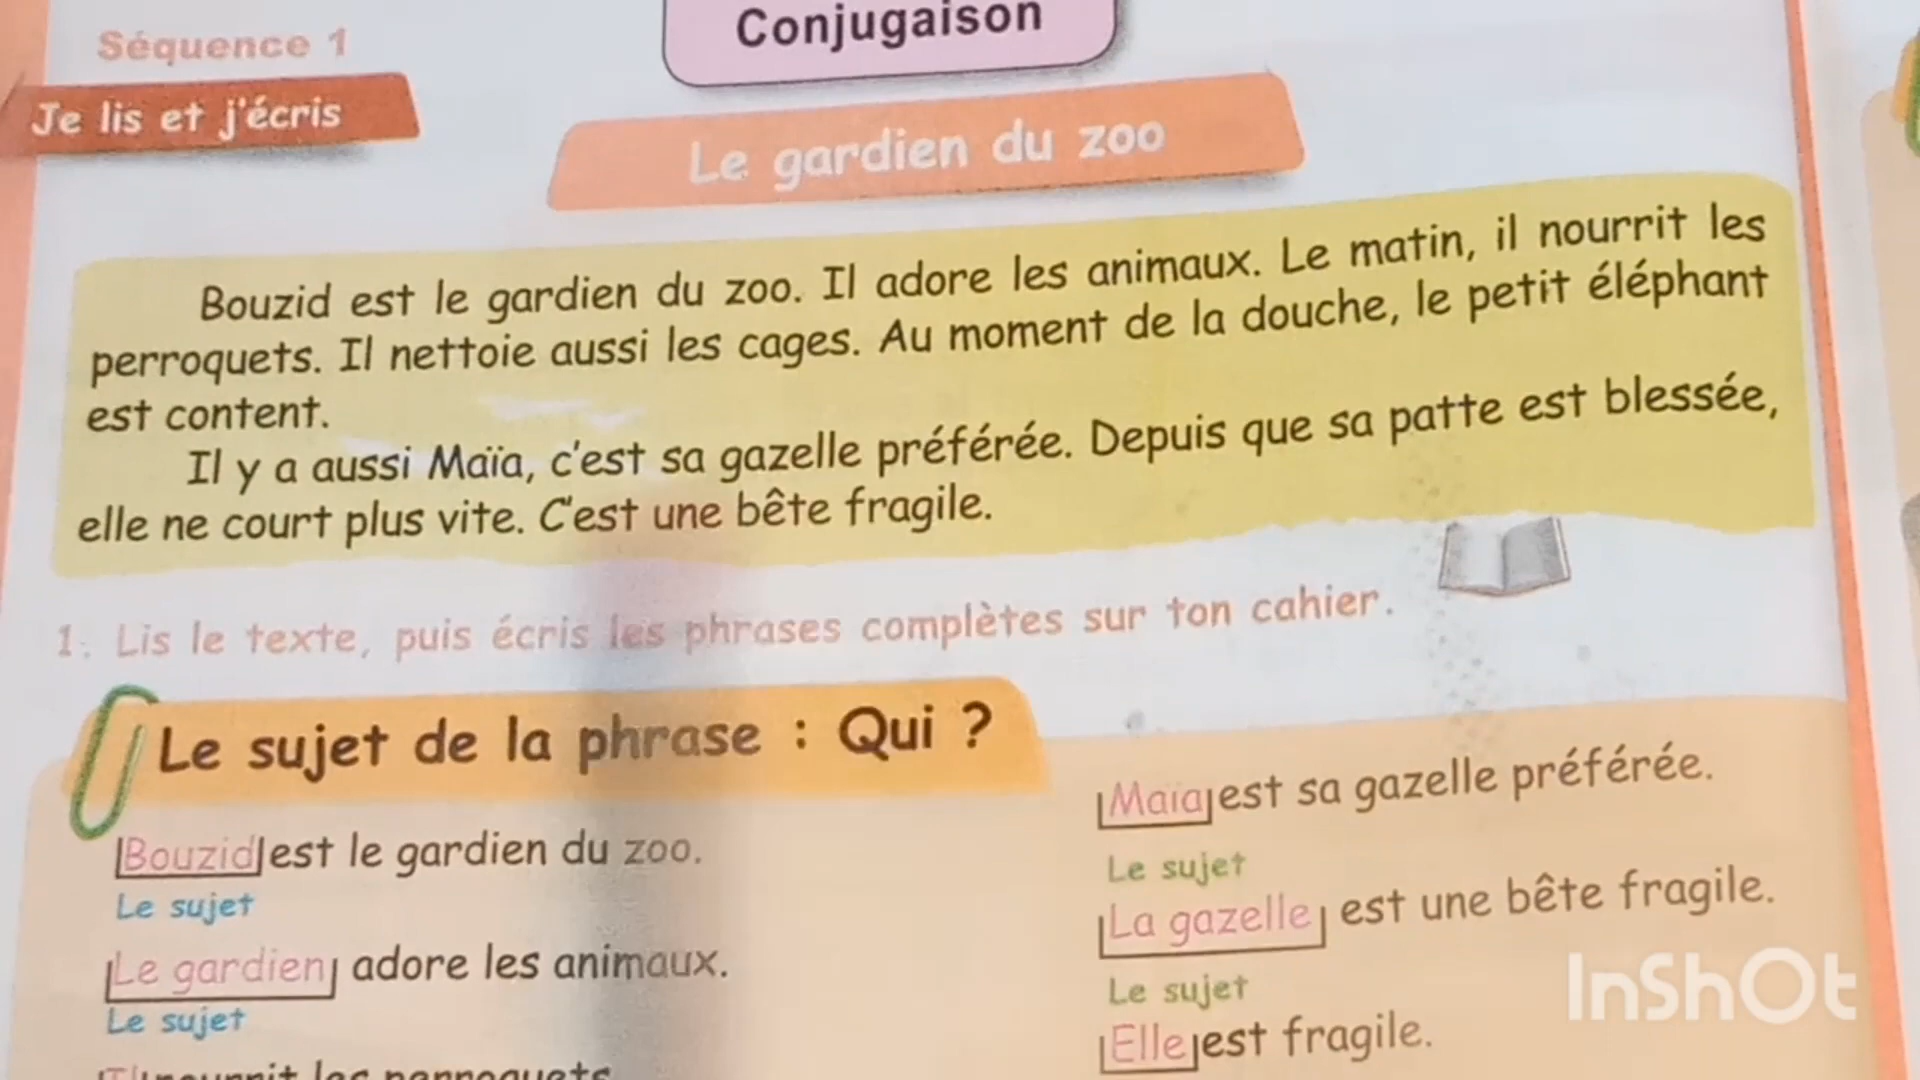 Séquence 1
Conjugaison
Je lis et j'écris
Le gardien du zoo
Bouzid est le gardien du zoo. Il adore les animaux. Le matin, il nourrit les
perroquets. Il nettoie aussi les cages. Au moment de la douche, le petit éléphant
est content.
Il y a aussi Maïa, c'est sa gazelle préférée. Depuis que sa patte est blessée,
elle ne court plus vite. C'est une bête fragile.
1. Lis le texte, puis écris les phrases complètes sur ton cahier.
Le sujet de la phrase : Qui ?
Bouzid est le gardien du zoo.
Le sujet
Le gardien adore les animaux.
Le sujet
Il nourrit les perroquets
Maïa est sa gazelle préférée.
Le sujet
La gazelle est une bête fragile.
Le sujet
Elle est fragile.
InShOt